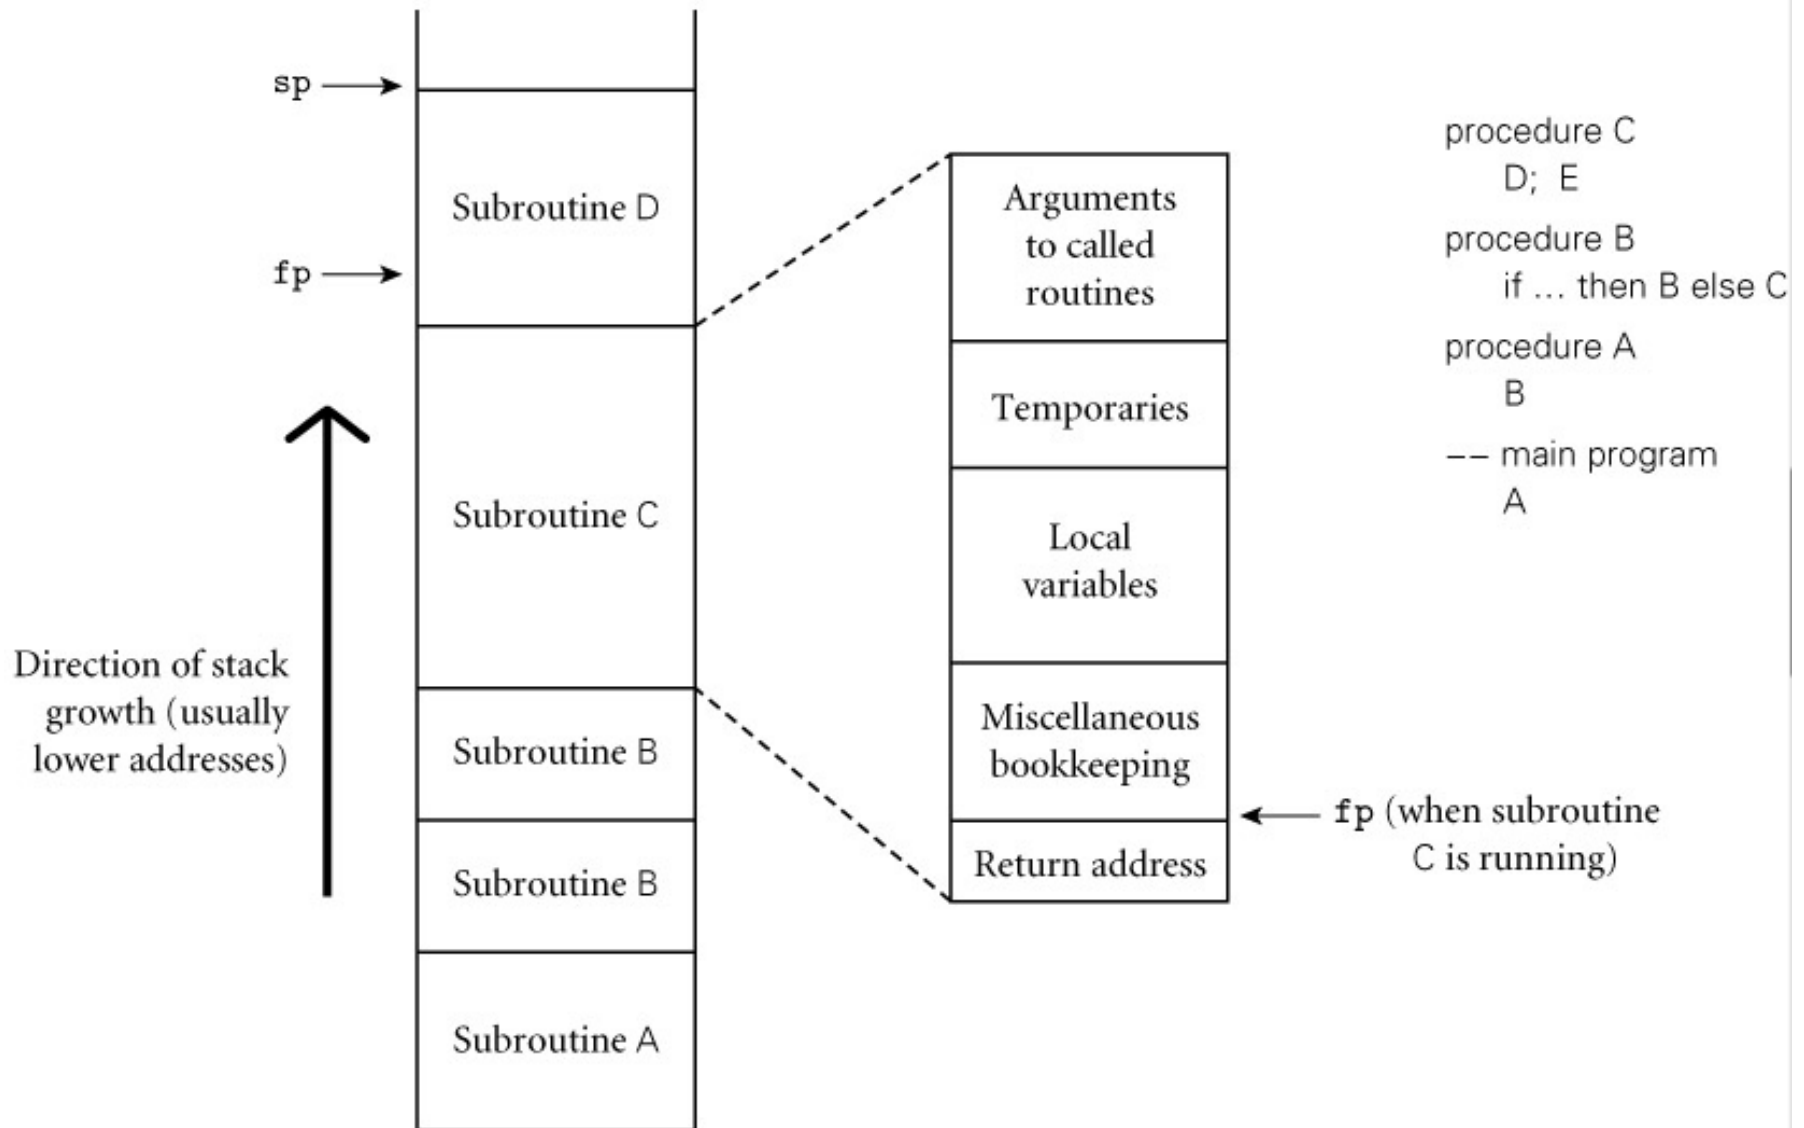 sp
fp
Direction of stack
growth (usually
lower addresses)
Subroutine D
Subroutine C
Subroutine B
Subroutine B
Subroutine A
Arguments
to called
routines
Temporaries
Local
variables
Miscellaneous
bookkeeping
Return address
fp (when subroutine
C is running)
procedure C
D; E
procedure B
if ... then B else C
procedure A
B
-- main program
A